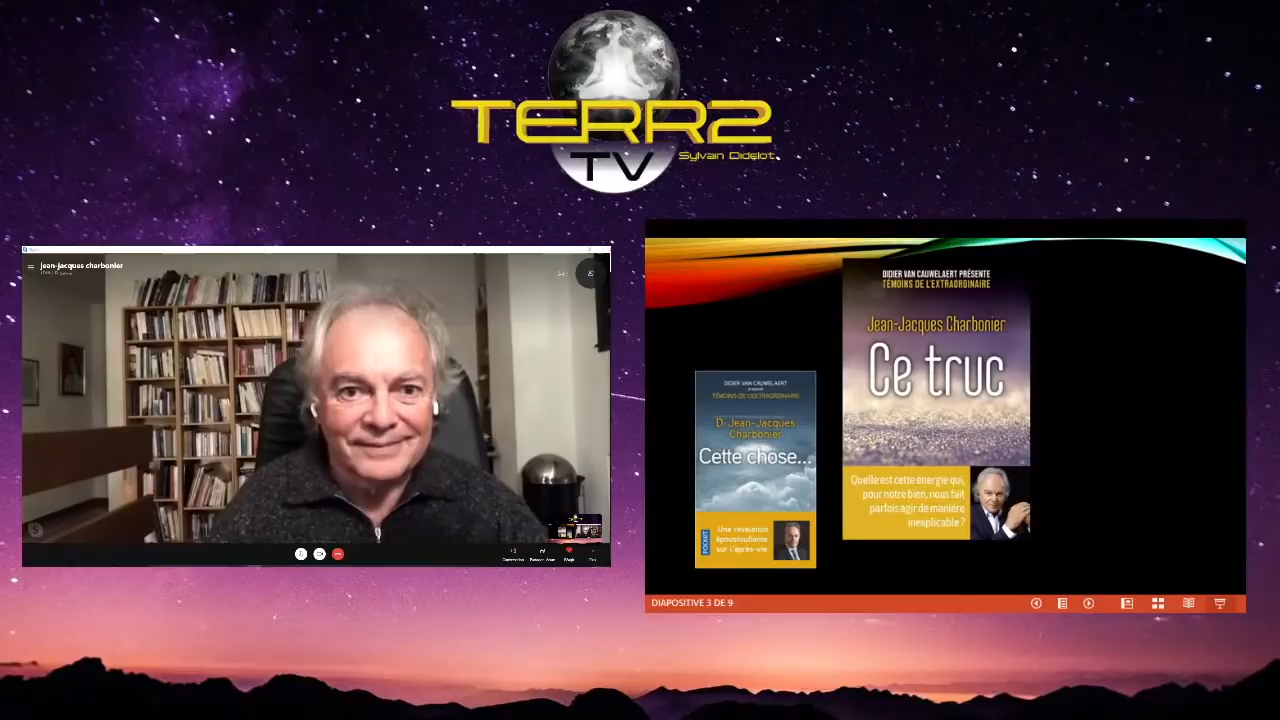 TERR2
TV
Sylvain Didelot
jean-jacques charbonier
DIDIER VAN CAUWELAERT PRÉSENTE
TÉMOINS DE L'EXTRAORDINAIRE
Jean-Jacques Charbonier
Ce truc
Quelle est cette énergie qui,
pour notre bien, nous fait
parfois agir de manière
inexplicable ?
DIDIER VAN CAUWELAERT
présente
TÉMOINS DE L'EXTRAORDINAIRE
Dr Jean-Jacques
Charbonier
Cette chose...
POCKET
Une révélation
époustouflante
sur l'après-vie
DIAPOSITIVE 3 DE 9